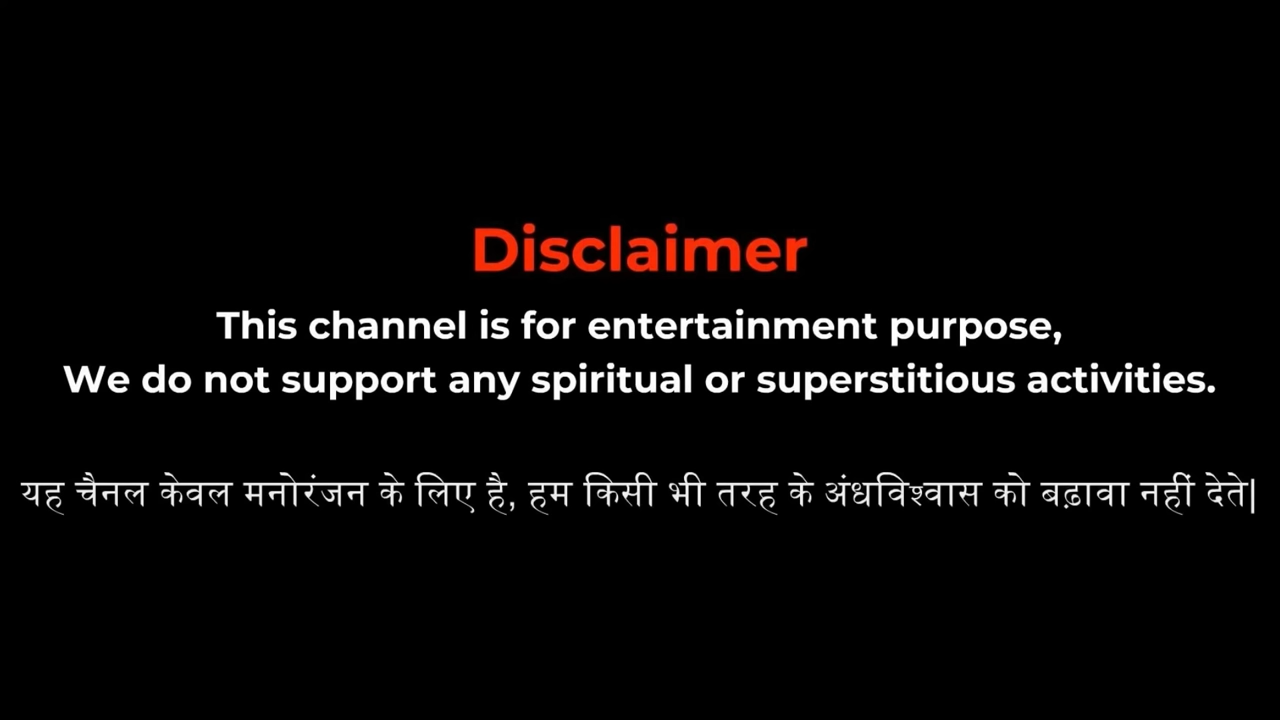 Disclaimer
This channel is for entertainment purpose,
We do not support any spiritual or superstitious activities.
यह चैनल केवल मनोरंजन के लिए है, हम किसी भी तरह के अंधविश्वास को बढ़ावा नहीं देते|